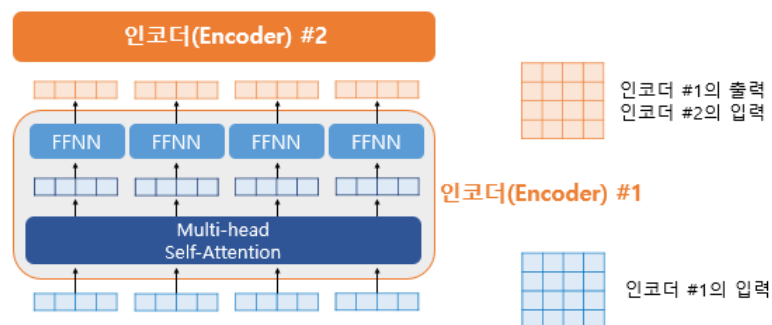 인코더(Encoder) #2
FFNN FFNN FFNN FFNN
Multi-head
Self-Attention
인코더(Encoder) #1
인코더 #1의 출력
인코더 #2의 입력
인코더 #1의 입력